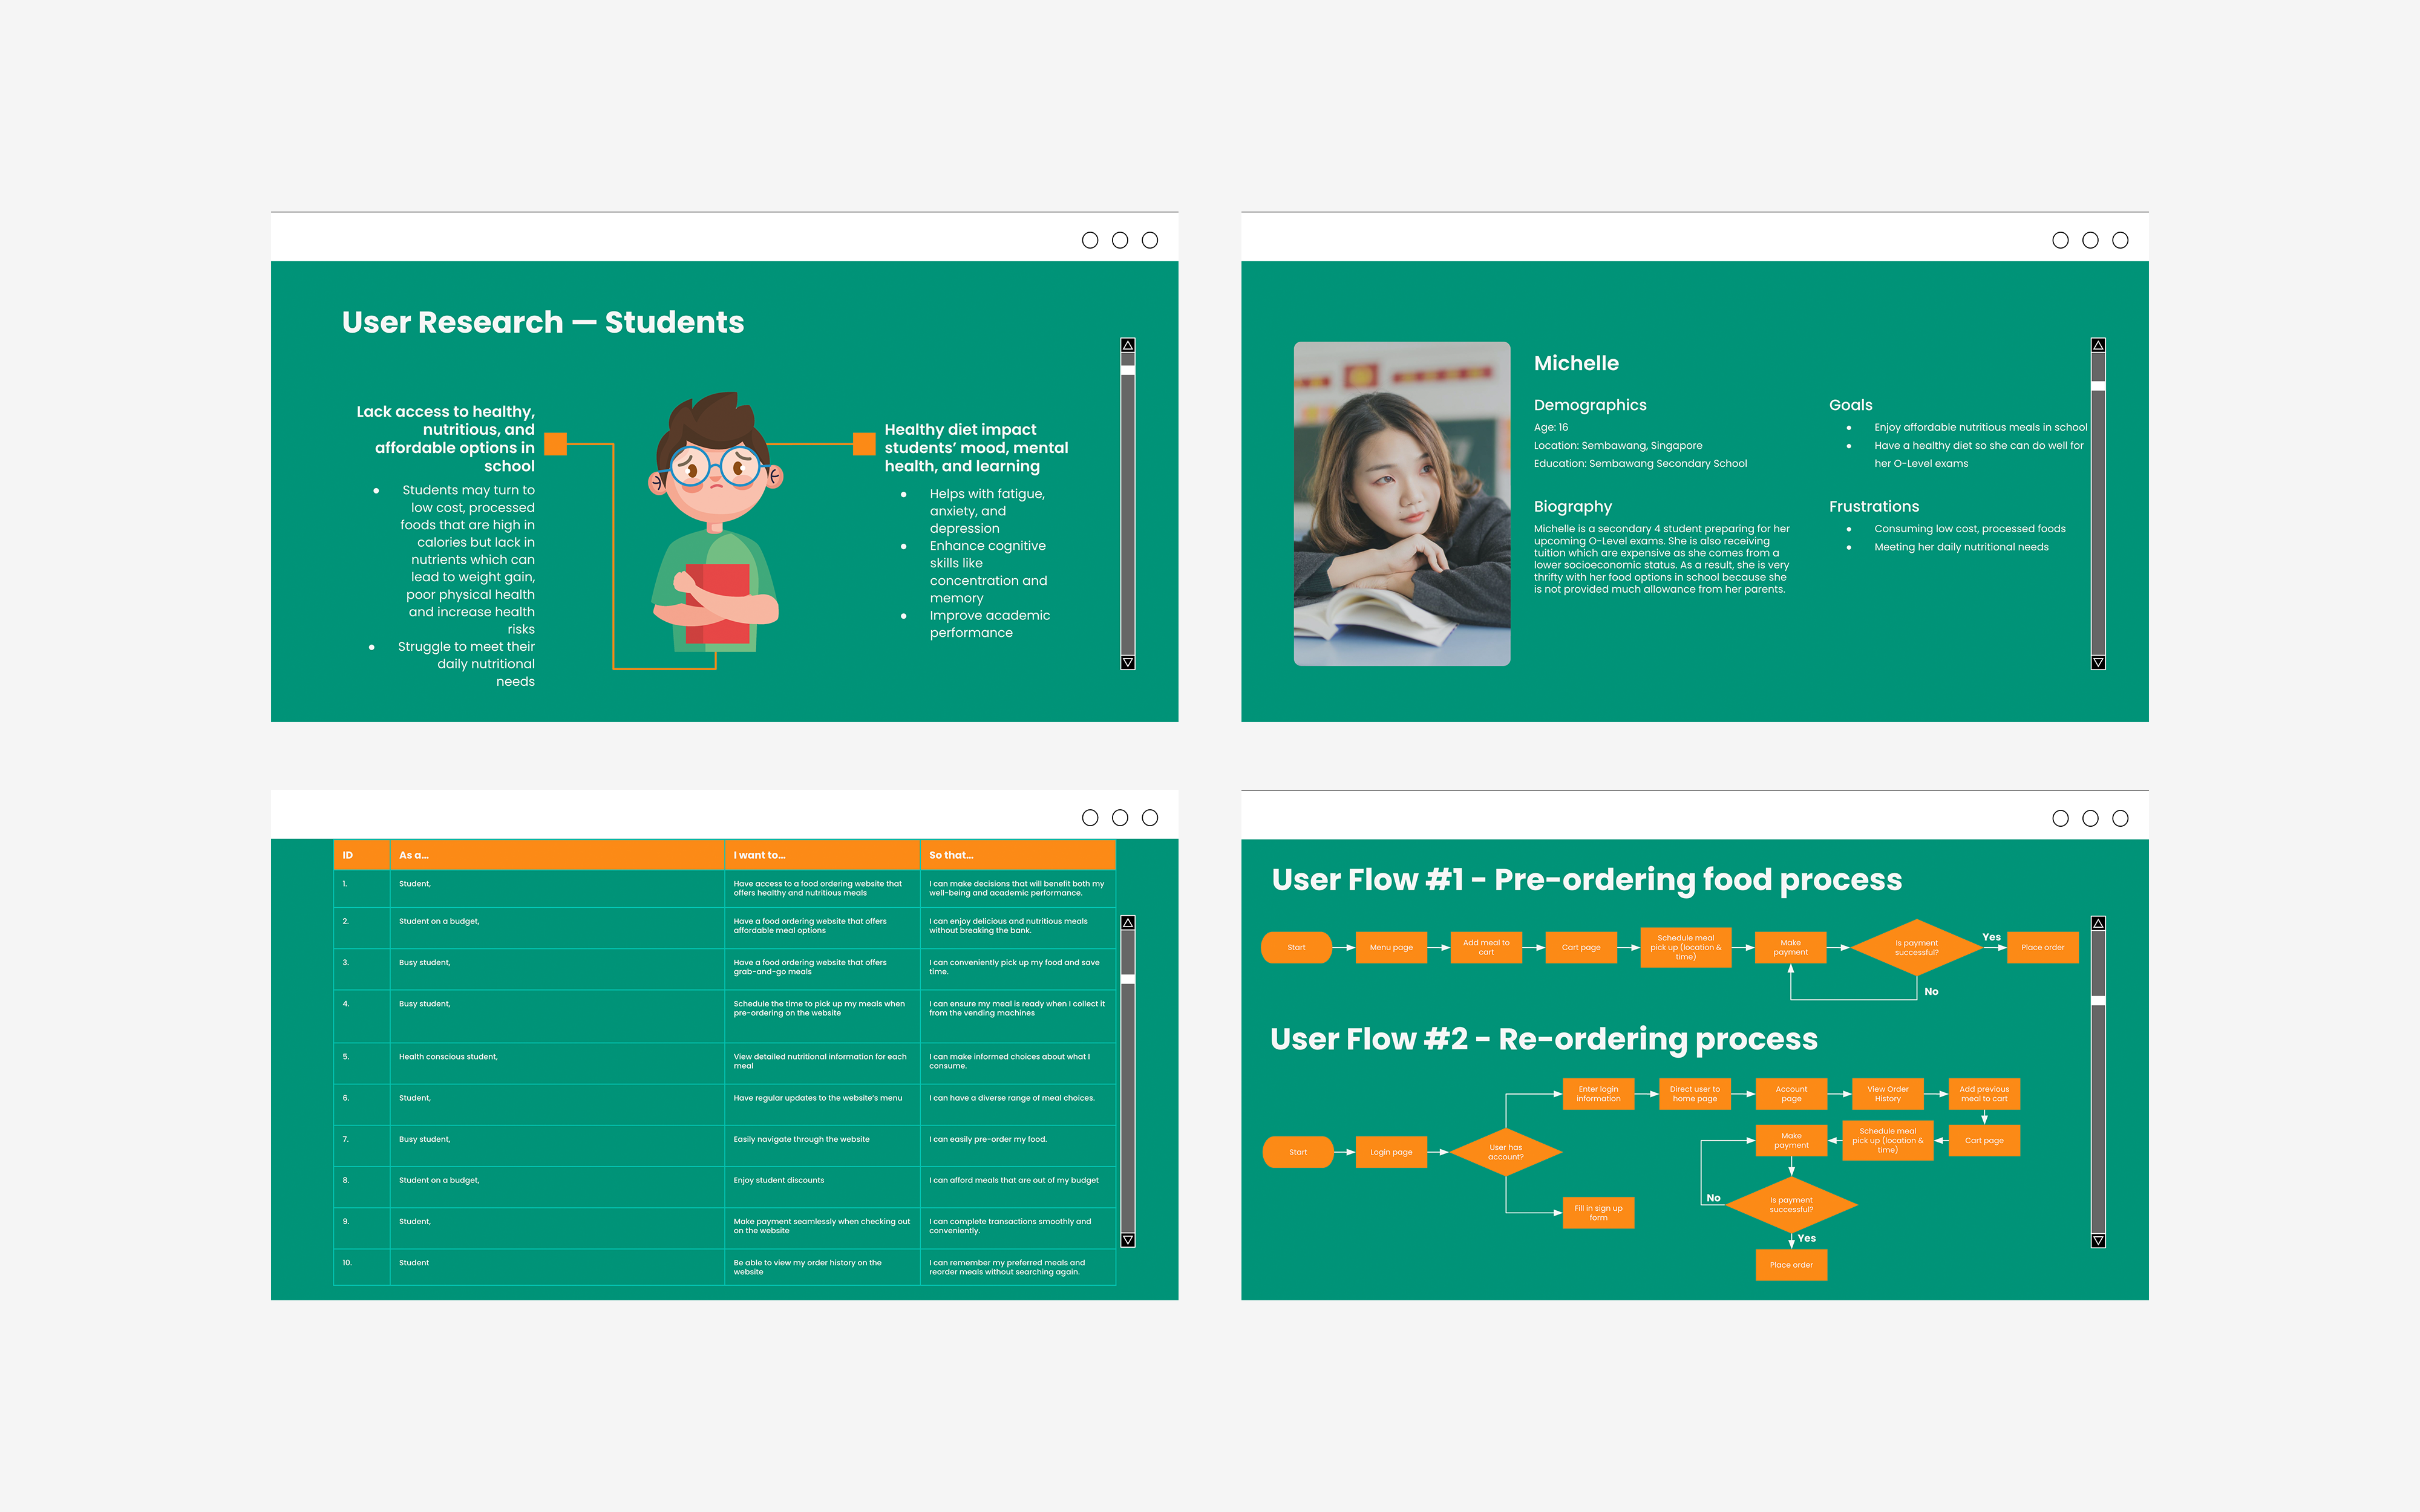 User Research — Students
Lack access to healthy,
nutritious, and
affordable options in
school
● Students may turn to
low cost, processed
foods that are high in
calories but lack in
nutrients which can
lead to weight gain,
poor physical health
and increase health
risks
● Struggle to meet their
daily nutritional
needs
Healthy diet impact
students’ mood, mental
health, and learning
● Helps with fatigue,
anxiety, and
depression
● Enhance cognitive
skills like
concentration and
memory
● Improve academic
performance
Michelle
Demographics
Age: 16
Location: Sembawang, Singapore
Education: Sembawang Secondary School
Biography
Michelle is a secondary 4 student preparing for her
upcoming O-Level exams. She is also receiving
tuition which are expensive as she comes from a
lower socioeconomic status. As a result, she is very
thrifty with her food options in school because she
is not provided much allowance from her parents.
Goals
● Enjoy affordable nutritious meals in school
● Have a healthy diet so she can do well for
her O-Level exams
Frustrations
● Consuming low cost, processed foods
● Meeting her daily nutritional needs
ID As a... I want to... So that...
1. Student, Have access to a food ordering website that I can make decisions that will benefit both my
offers healthy and nutritious meals well-being and academic performance.
2. Student on a budget, Have a food ordering website that offers I can enjoy delicious and nutritious meals
affordable meal options without breaking the bank.
3. Busy student, Have a food ordering website that offers I can conveniently pick up my food and save
grab-and-go meals time.
4. Busy student, Schedule the time to pick up my meals when I can ensure my meal is ready when I collect it
pre-ordering on the website from the vending machines
5. Health conscious student, View detailed nutritional information for each I can make informed choices about what I
meal consume.
6. Student, Have regular updates to the website’s menu I can have a diverse range of meal choices.
7. Busy student, Easily navigate through the website I can easily pre-order my food.
8. Student on a budget, Enjoy student discounts I can afford meals that are out of my budget
9. Student, Make payment seamlessly when checking out I can complete transactions smoothly and
on the website conveniently.
10. Student Be able to view my order history on the I can remember my preferred meals and
website reorder meals without searching again.
User Flow #1 - Pre-ordering food process
Start
Menu page
Add meal to
cart
Cart page
Schedule meal
pick up (location &
time)
Make
payment
Is payment
successful?
Yes
Place order
No
User Flow #2 - Re-ordering process
Start
Login page
User has
account?
Enter login
information
Direct user to
home page
Account
page
View Order
History
Add previous
meal to cart
Cart page
Schedule meal
pick up (location &
time)
Make
payment
Is payment
successful?
No
Yes
Place order
Fill in sign up
form